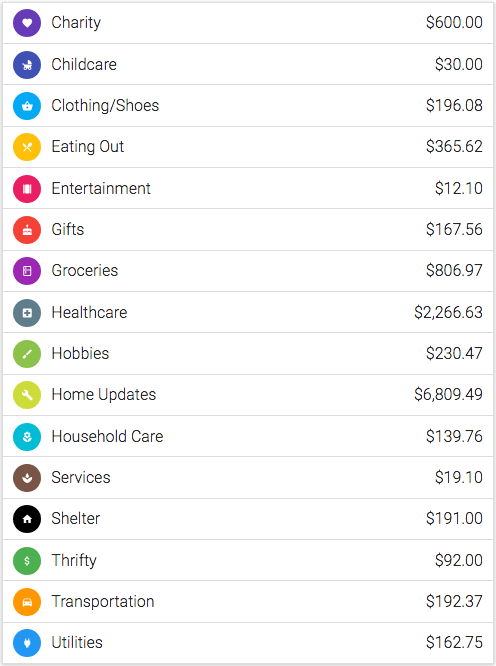 Charity $600.00
Childcare $30.00
Clothing/Shoes $196.08
Eating Out $365.62
Entertainment $12.10
Gifts $167.56
Groceries $806.97
Healthcare $2,266.63
Hobbies $230.47
Home Updates $6,809.49
Household Care $139.76
Services $19.10
Shelter $191.00
$ Thrifty $92.00
Transportation $192.37
Utilities $162.75